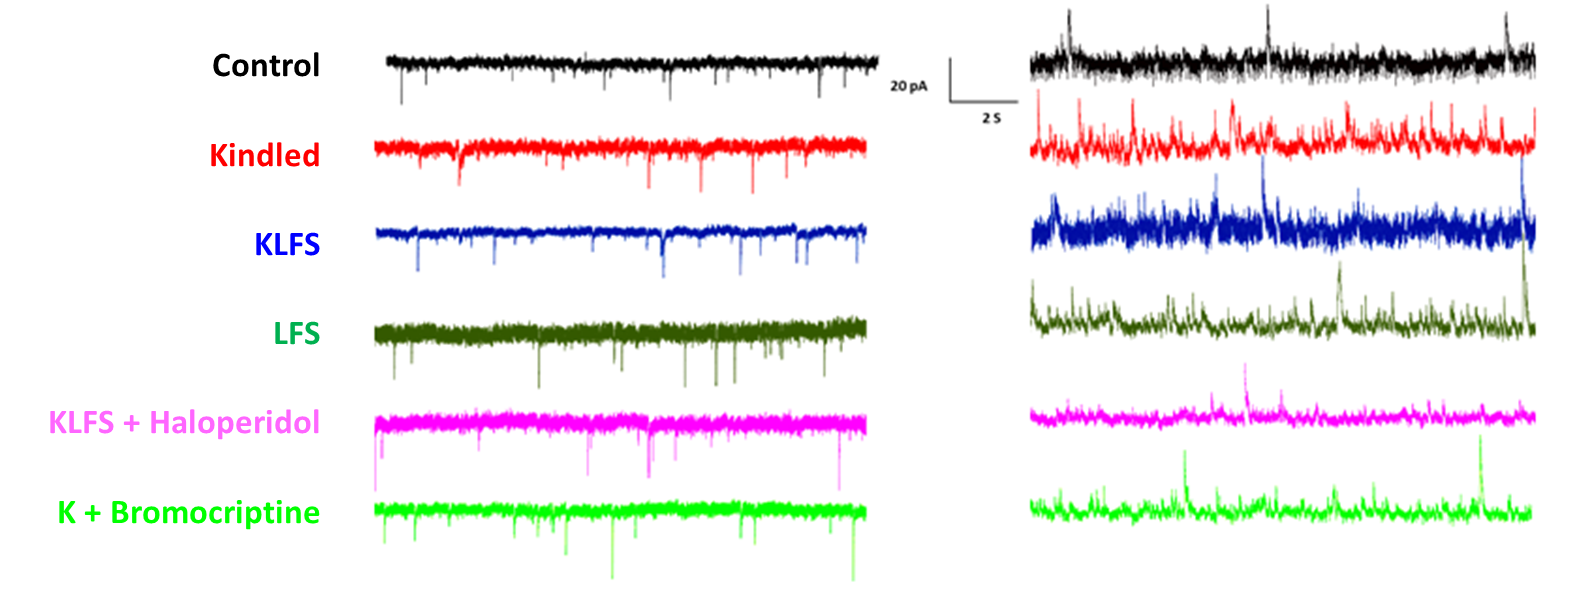 Control
20 pA
2 S
Kindled
KLFS
LFS
KLFS + Haloperidol
K + Bromocriptine